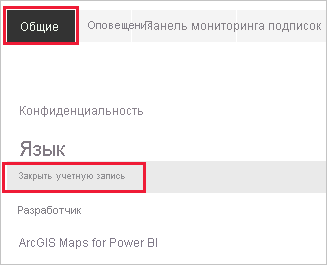 Общие Оповещения Панель мониторинга подписок
Конфиденциальность
Язык
Закрыть учетную запись
Разработчик
ArcGIS Maps for Power BI